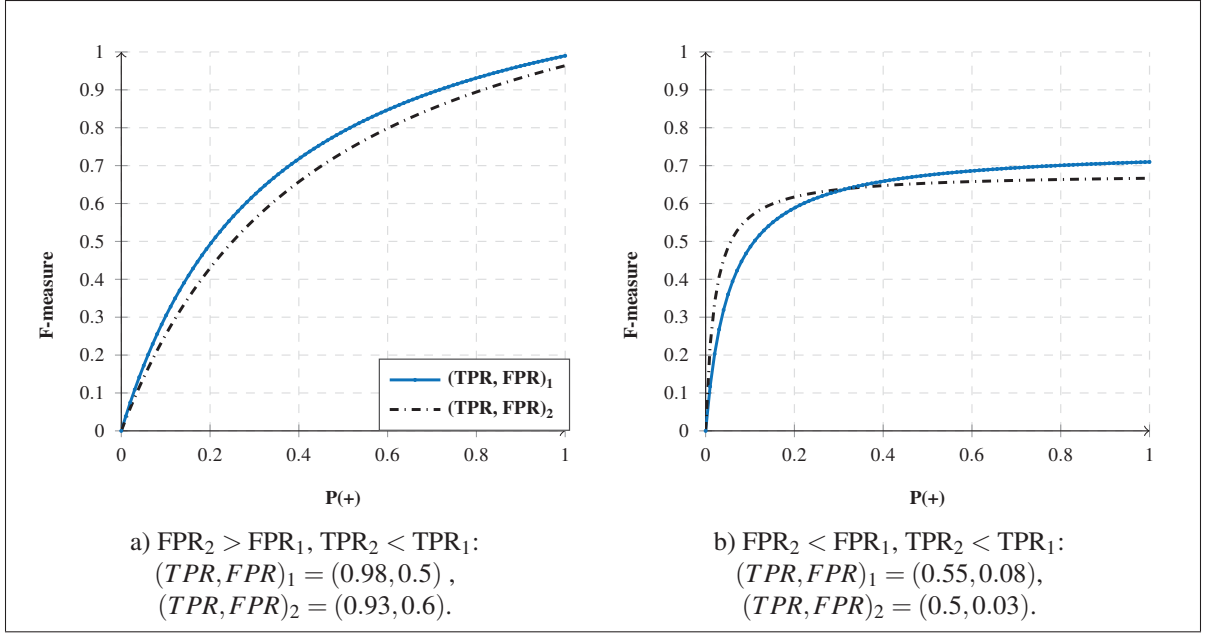 1
0.9
0.8
0.7
0.6
0.5
0.4
0.3
0.2
0.1
0
F-measure
0 0.2 0.4 0.6 0.8 1
P(+)
(TPR, FPR)₁
(TPR, FPR)₂
a) FPR₂ > FPR₁, TPR₂ < TPR₁:
(TPR,FPR)₁ = (0.98,0.5) ,
(TPR,FPR)₂ = (0.93,0.6).
1
0.9
0.8
0.7
0.6
0.5
0.4
0.3
0.2
0.1
0
F-measure
0 0.2 0.4 0.6 0.8 1
P(+)
b) FPR₂ < FPR₁, TPR₂ < TPR₁:
(TPR,FPR)₁ = (0.55,0.08),
(TPR,FPR)₂ = (0.5,0.03).